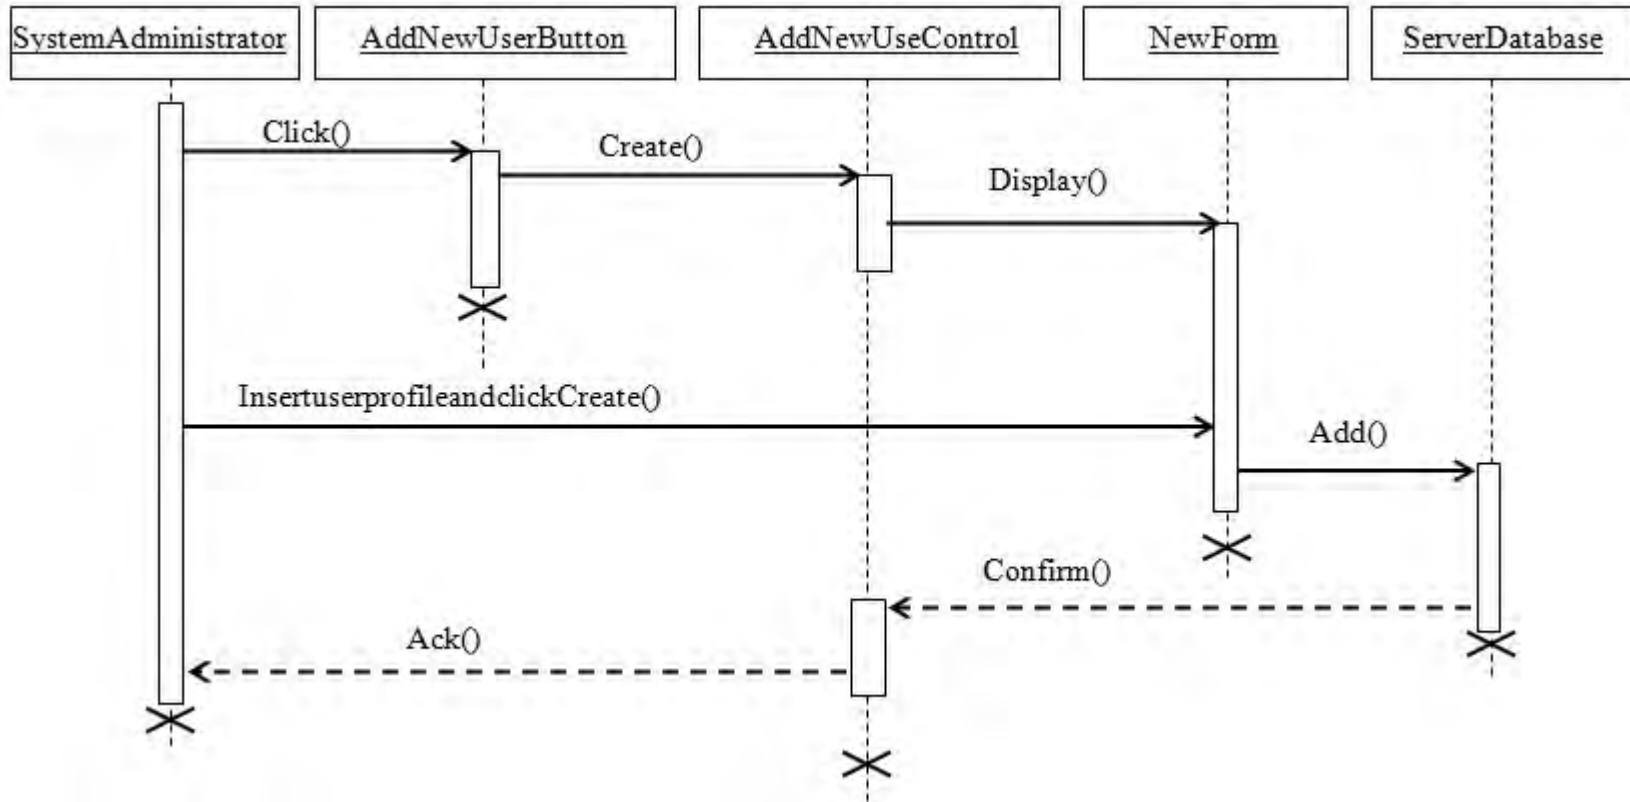 SystemAdministrator
AddNewUserButton
AddNewUseControl
NewForm
ServerDatabase
Click()
Create()
Display()
InsertuserprofileandclickCreate()
Add()
Confirm()
Ack()